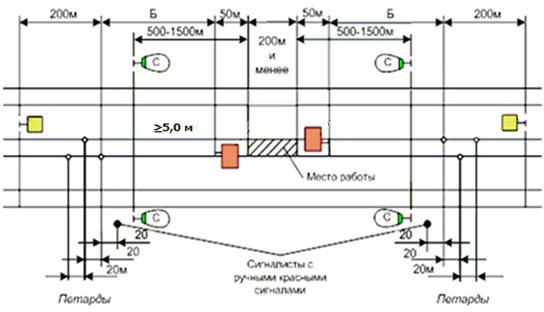 200м Б 50м 50м Б 200м
500-1500м 200м 500-1500м
и
менее
С С
≥5,0 м
Место работы
С С
20 20
20 20
20м 20м
Сигналисты с
ручными красными
сигналами
Петарды Петарды